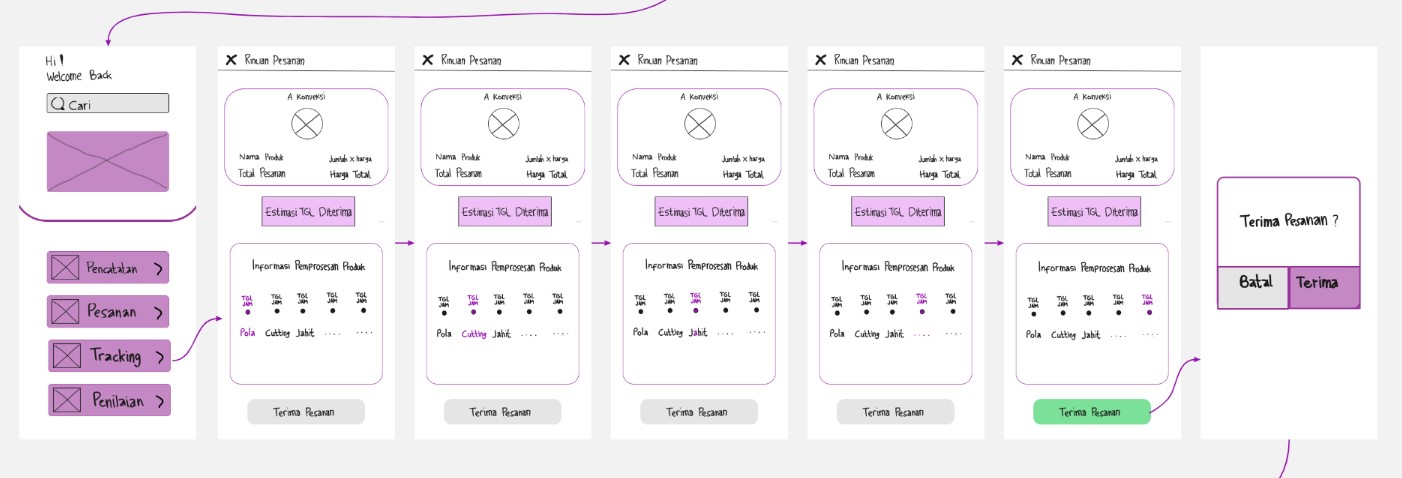 Hi!
Welcome Back
Cari
Pencatatan
Pesanan
Tracking
Penilaian
Rincian Pesanan
A Konveksi
Nama Produk Jumlah x harga
Total Pesanan Harga Total
Estimasi TGL Diterima
...
Informasi Pemprosesan Produk
TGL TGL TGL TGL TGL
JAM JAM JAM JAM JAM
Pola Cutting Jahit .... ....
Terima Pesanan
Rincian Pesanan
A Konveksi
Nama Produk Jumlah x harga
Total Pesanan Harga Total
Estimasi TGL Diterima
...
Informasi Pemprosesan Produk
TGL TGL TGL TGL TGL
JAM JAM JAM JAM JAM
Pola Cutting Jahit .... ....
Terima Pesanan
Rincian Pesanan
A Konveksi
Nama Produk Jumlah x harga
Total Pesanan Harga Total
Estimasi TGL Diterima
...
Informasi Pemprosesan Produk
TGL TGL TGL TGL TGL
JAM JAM JAM JAM JAM
Pola Cutting Jahit .... ....
Terima Pesanan
Rincian Pesanan
A Konveksi
Nama Produk Jumlah x harga
Total Pesanan Harga Total
Estimasi TGL Diterima
...
Informasi Pemprosesan Produk
TGL TGL TGL TGL TGL
JAM JAM JAM JAM JAM
Pola Cutting Jahit .... ....
Terima Pesanan
Rincian Pesanan
A Konveksi
Nama Produk Jumlah x harga
Total Pesanan Harga Total
Estimasi TGL Diterima
...
Informasi Pemprosesan Produk
TGL TGL TGL TGL TGL
JAM JAM JAM JAM JAM
Pola Cutting Jahit .... ....
Terima Pesanan
Terima Pesanan ?
Batal Terima